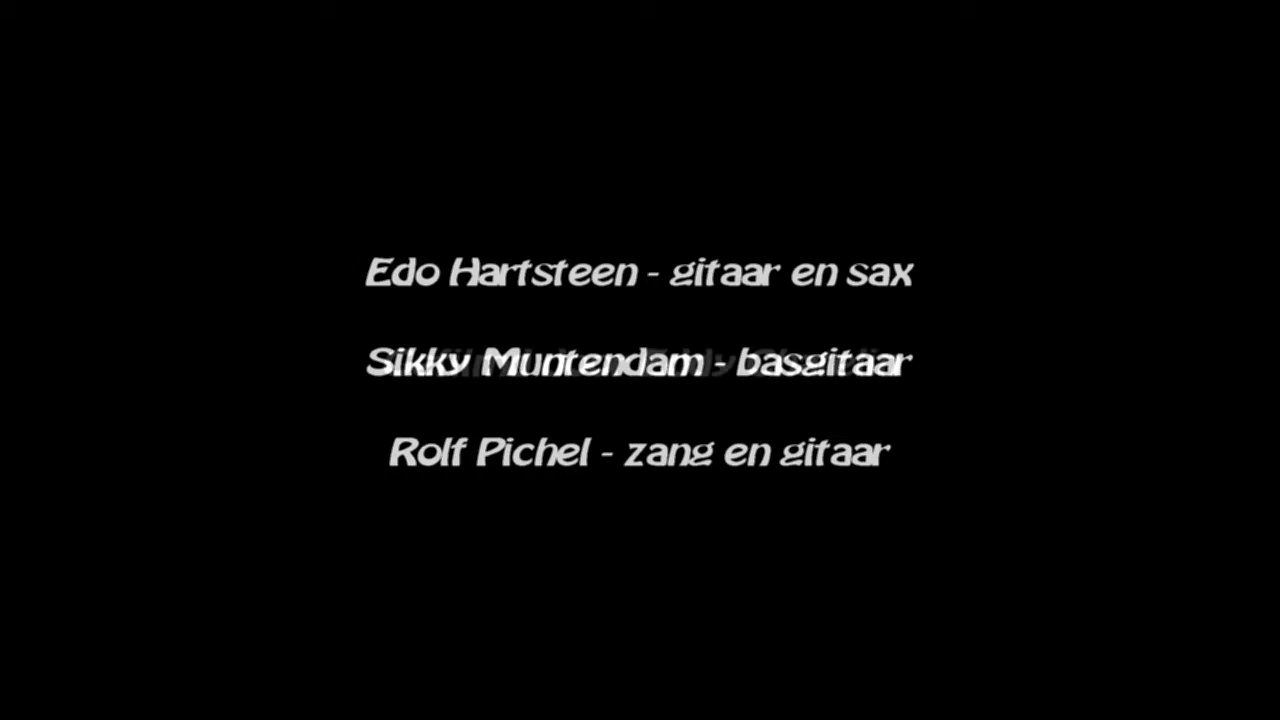 Edo Hartsteen - gitaar en sax
Sikky Muntendam - basgitaar
Rolf Pichel - zang en gitaar